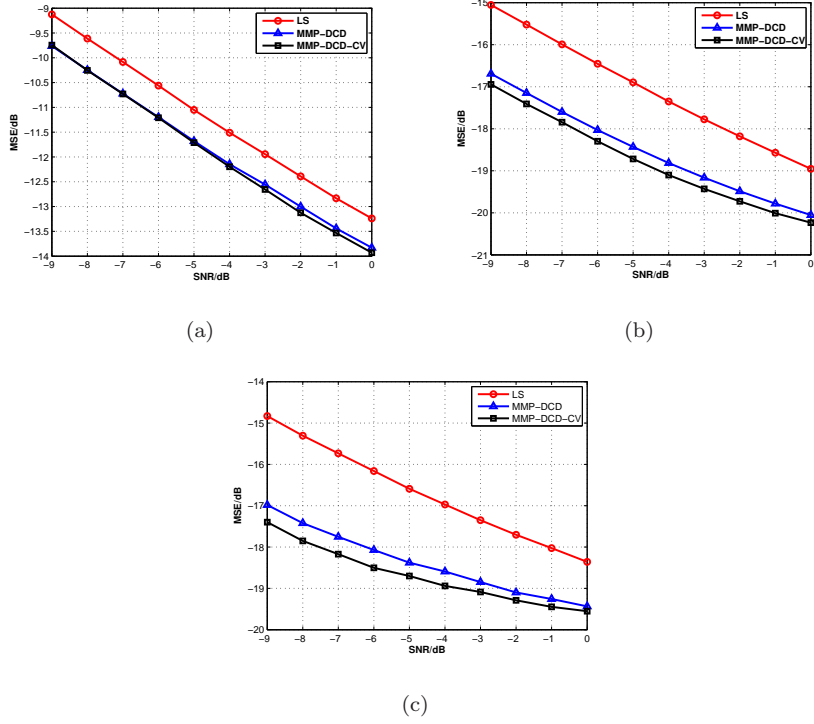 −9
−9.5
−10
−10.5
−11
−11.5
−12
−12.5
−13
−13.5
−14
MSE/dB
LS
MMP−DCD
MMP−DCD−CV
−9 −8 −7 −6 −5 −4 −3 −2 −1 0
SNR/dB
(a)
−15
−16
−17
−18
−19
−20
−21
MSE/dB
LS
MMP−DCD
MMP−DCD−CV
−9 −8 −7 −6 −5 −4 −3 −2 −1 0
SNR/dB
(b)
−14
−15
−16
−17
−18
−19
−20
MSE/dB
LS
MMP−DCD
MMP−DCD−CV
−9 −8 −7 −6 −5 −4 −3 −2 −1 0
SNR/dB
(c)